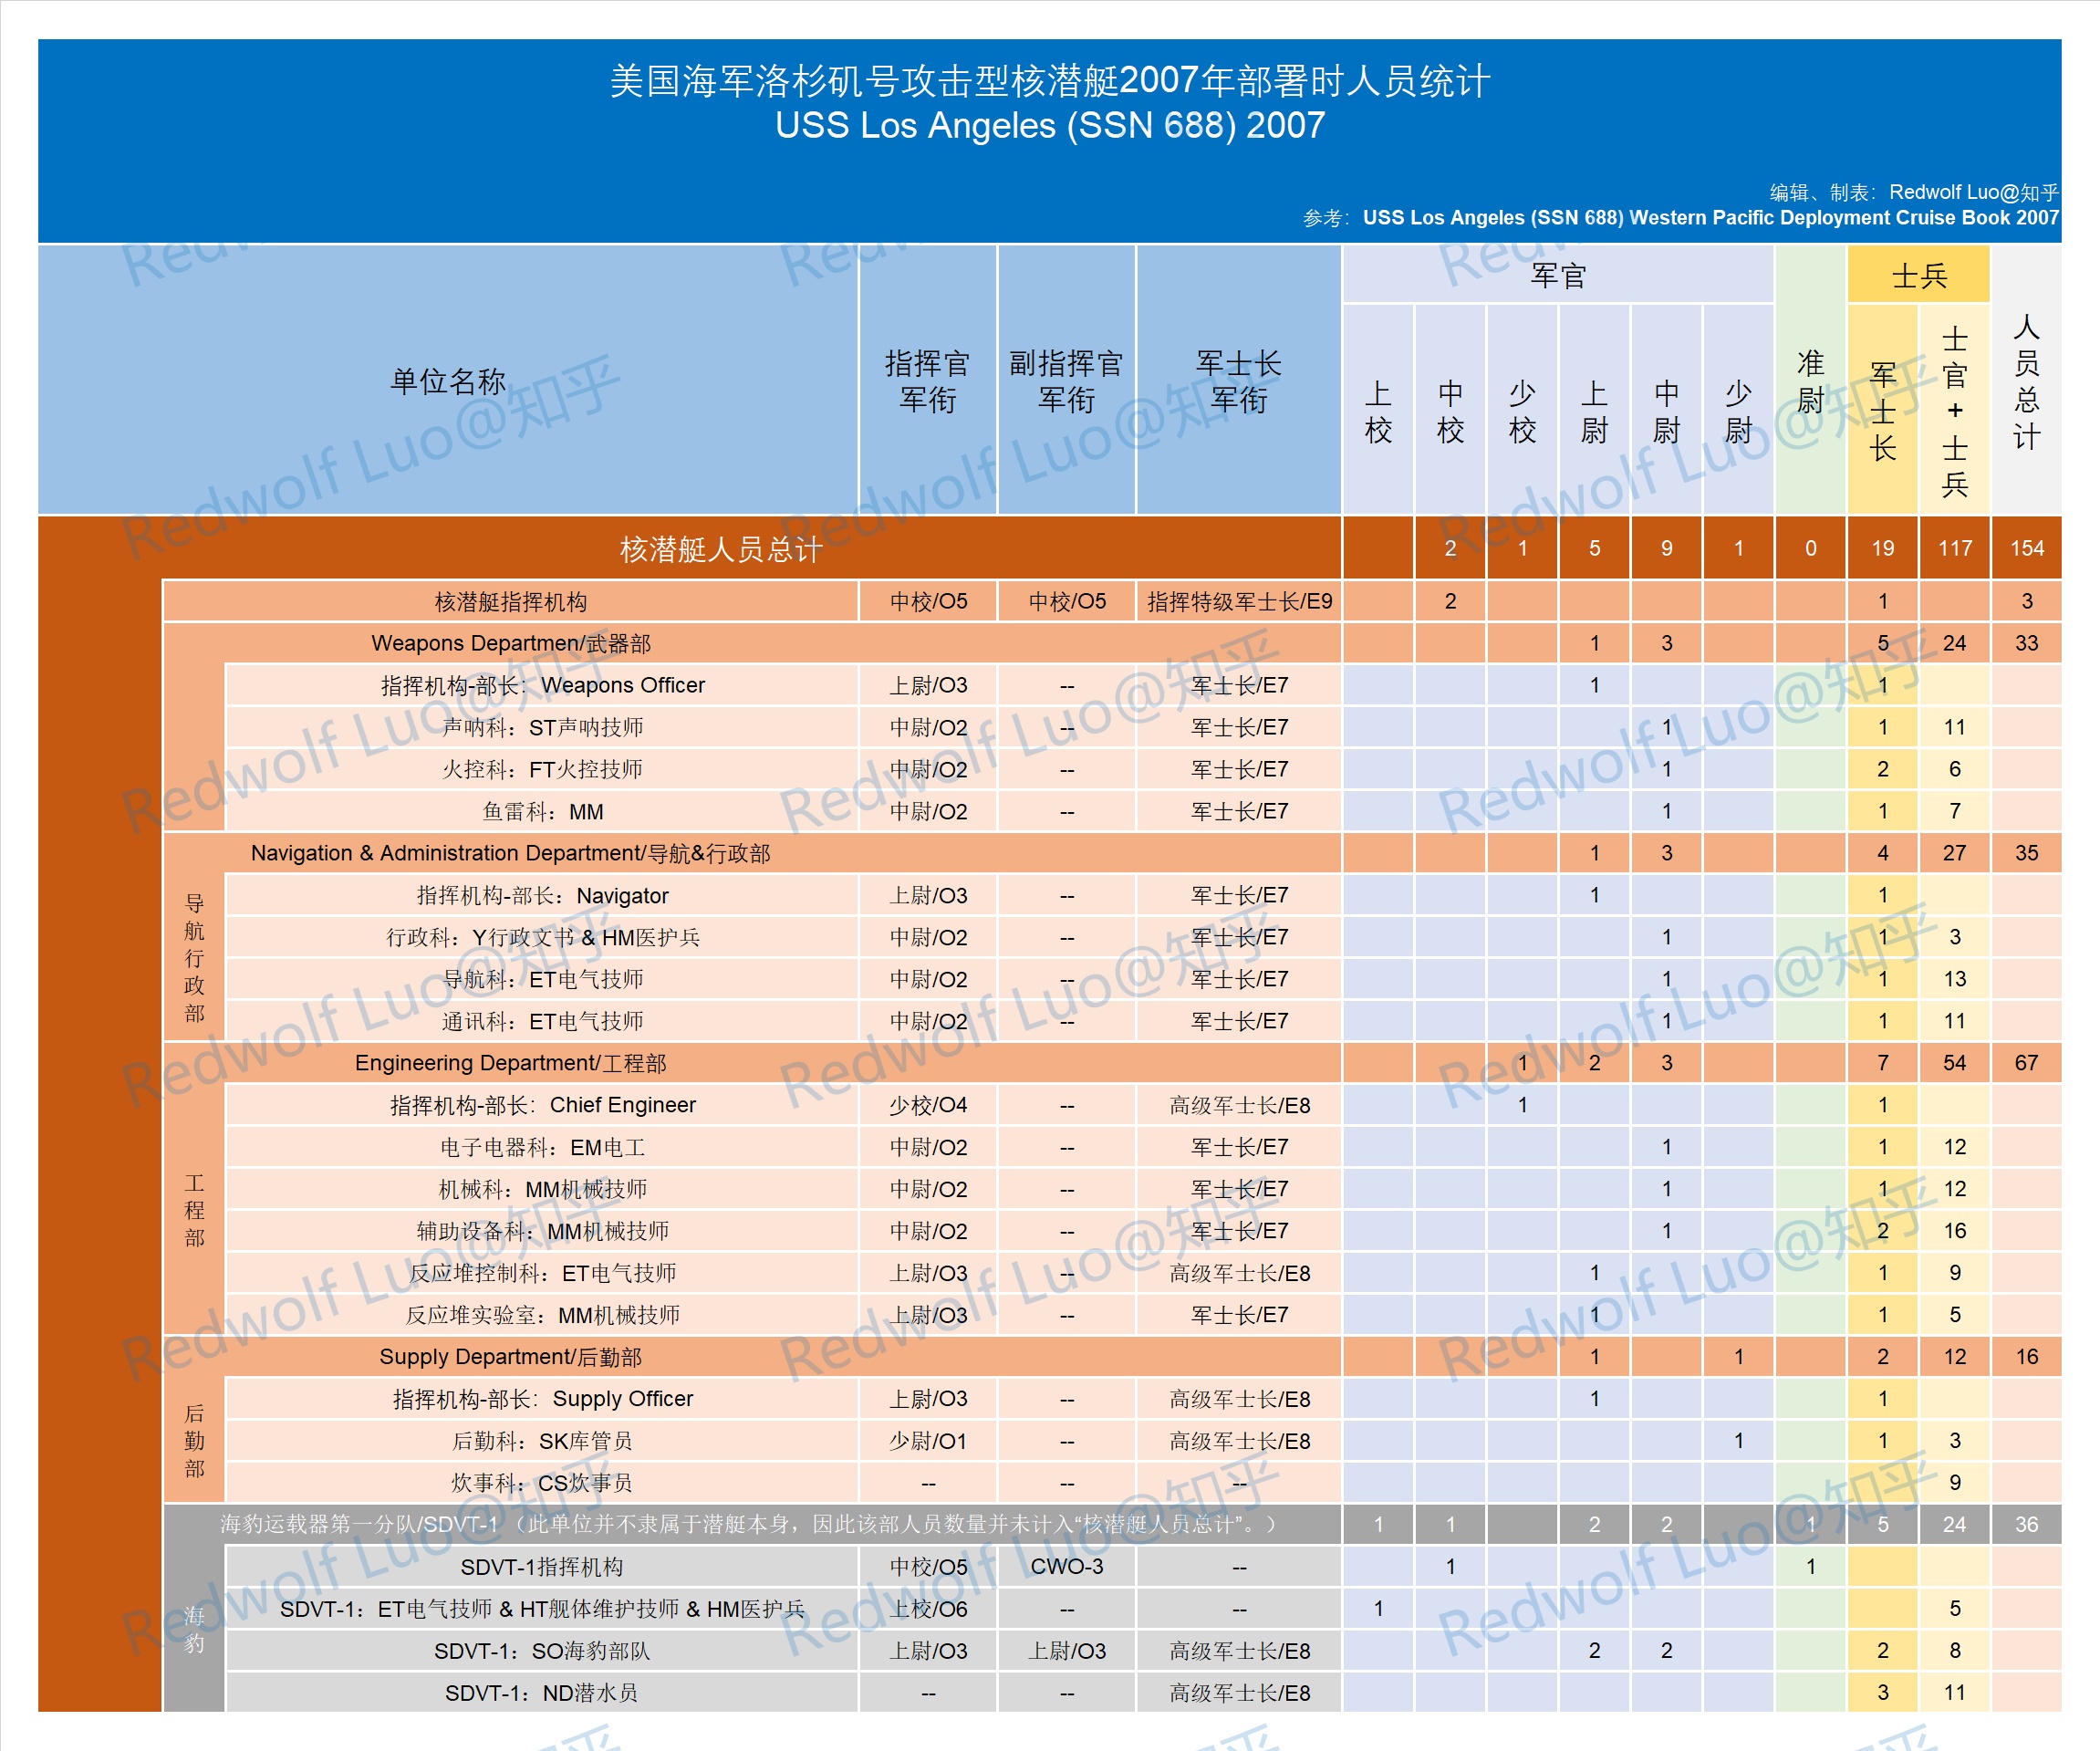 美国海军洛杉矶号攻击型核潜艇2007年部署时人员统计
USS Los Angeles (SSN 688) 2007
编辑、制表：Redwolf Luo@知乎
参考：USS Los Angeles (SSN 688) Western Pacific Deployment Cruise Book 2007
单位名称 指挥官军衔 副指挥官军衔 军士长军衔 军官 上校 中校 少校 上尉 中尉 少尉 准尉 士兵 军士长 士官+士兵 人员总计
核潜艇人员总计 2 1 5 9 1 0 19 117 154
核潜艇指挥机构 中校/O5 中校/O5 指挥特级军士长/E9 2 1 3
Weapons Departmen/武器部 1 3 5 24 33
指挥机构-部长：Weapons Officer 上尉/O3 -- 军士长/E7 1 1
声呐科：ST声呐技师 中尉/O2 -- 军士长/E7 1 1 11
火控科：FT火控技师 中尉/O2 -- 军士长/E7 1 2 6
鱼雷科：MM 中尉/O2 -- 军士长/E7 1 1 7
Navigation & Administration Department/导航&行政部 1 3 4 27 35
导航行政部
指挥机构-部长：Navigator 上尉/O3 -- 军士长/E7 1 1
行政科：Y行政文书 & HM医护兵 中尉/O2 -- 军士长/E7 1 1 3
导航科：ET电气技师 中尉/O2 -- 军士长/E7 1 1 13
通讯科：ET电气技师 中尉/O2 -- 军士长/E7 1 1 11
Engineering Department/工程部 1 2 3 7 54 67
工程部
指挥机构-部长：Chief Engineer 少校/O4 -- 高级军士长/E8 1 1
电子电器科：EM电工 中尉/O2 -- 军士长/E7 1 1 12
机械科：MM机械技师 中尉/O2 -- 军士长/E7 1 1 12
辅助设备科：MM机械技师 中尉/O2 -- 军士长/E7 1 2 16
反应堆控制科：ET电气技师 上尉/O3 -- 高级军士长/E8 1 1 9
反应堆实验室：MM机械技师 上尉/O3 -- 军士长/E7 1 1 5
Supply Department/后勤部 1 1 2 12 16
后勤部
指挥机构-部长：Supply Officer 上尉/O3 -- 高级军士长/E8 1 1
后勤科：SK库管员 少尉/O1 -- 高级军士长/E8 1 1 3
炊事科：CS炊事员 -- -- -- 9
海豹运载器第一分队/SDVT-1 （此单位并不隶属于潜艇本身，因此该部人员数量并未计入“核潜艇人员总计”。） 1 1 2 2 1 5 24 36
海豹
SDVT-1指挥机构 中校/O5 CWO-3 -- 1 1
SDVT-1：ET电气技师 & HT舰体维护技师 & HM医护兵 上校/O6 -- -- 1 5
SDVT-1：SO海豹部队 上尉/O3 上尉/O3 高级军士长/E8 2 2 2 8
SDVT-1：ND潜水员 -- -- 高级军士长/E8 3 11
Redwolf Luo@知乎